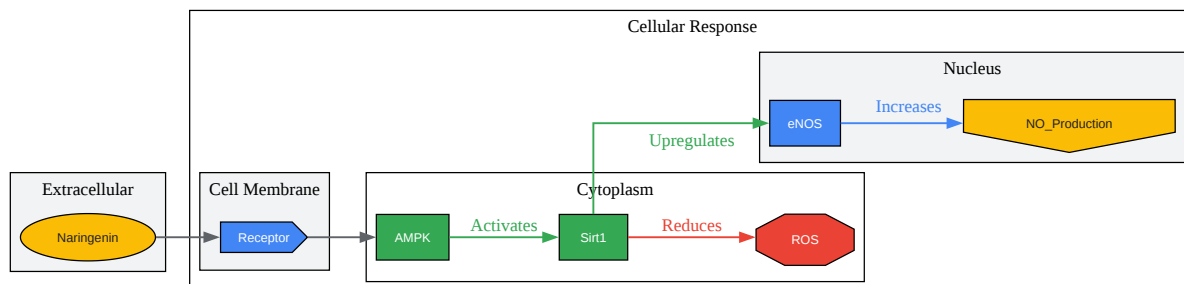 Cellular Response
Nucleus
eNOS
Increases
NO_Production
Upregulates
Extracellular
Naringenin
Cell Membrane
Receptor
Cytoplasm
AMPK
Activates
Sirt1
Reduces
ROS